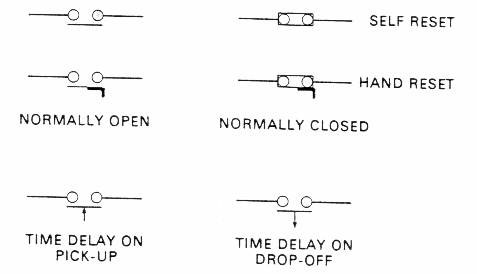 SELF RESET
HAND RESET
NORMALLY OPEN
NORMALLY CLOSED
TIME DELAY ON
PICK-UP
TIME DELAY ON
DROP-OFF